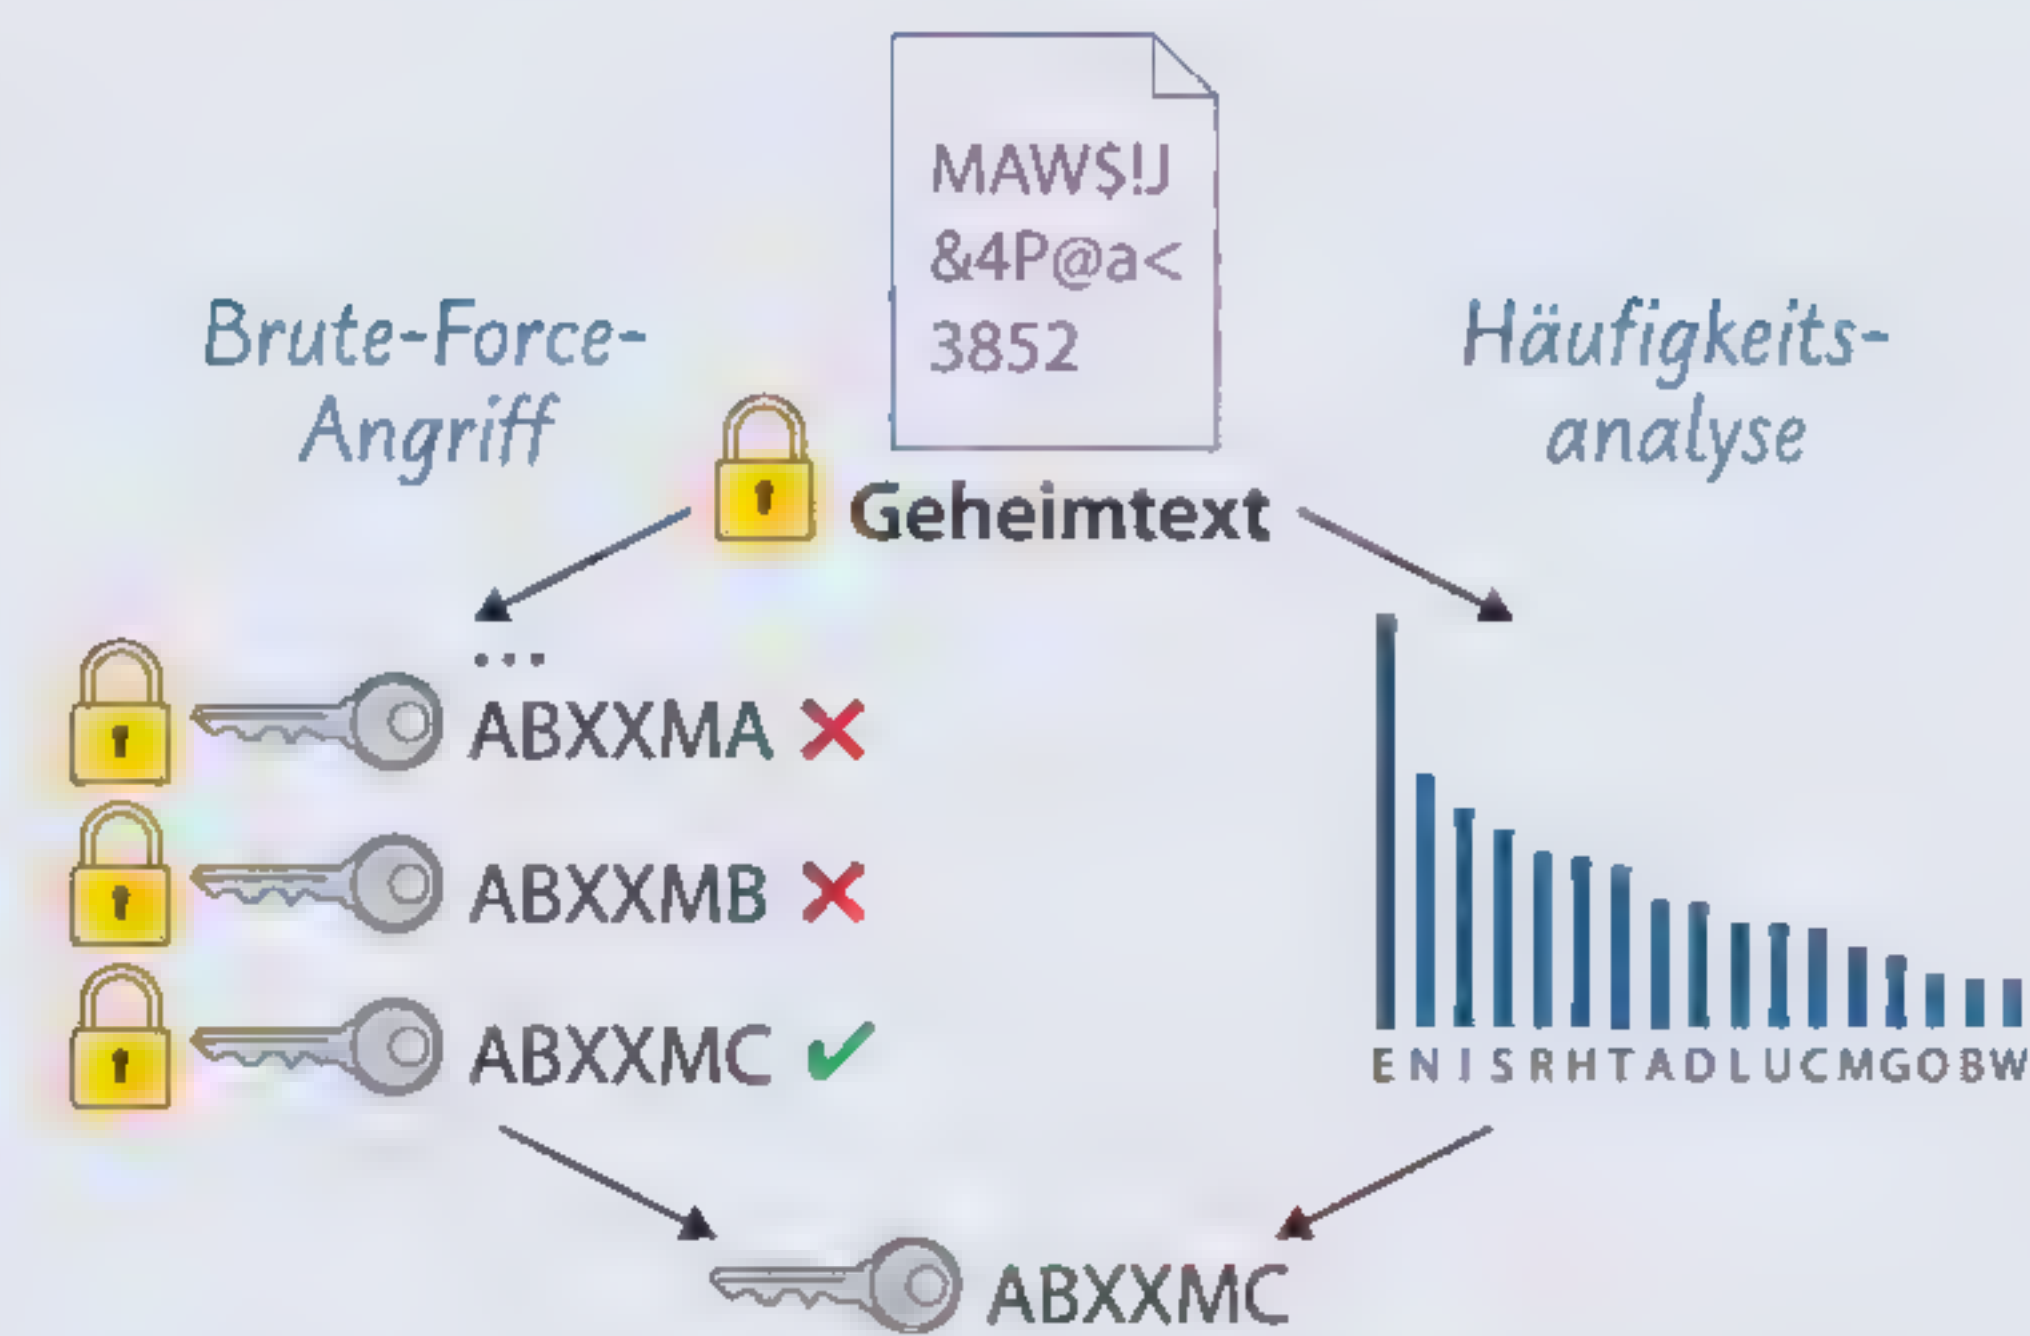 MAW$!J
&4P@a<
3852
Brute-Force-
Angriff
Geheimtext
Häufigkeits-
analyse
...
ABXXMA
ABXXMB
ABXXMC
E N I S R H T A D L U C M G O B W
ABXXMC